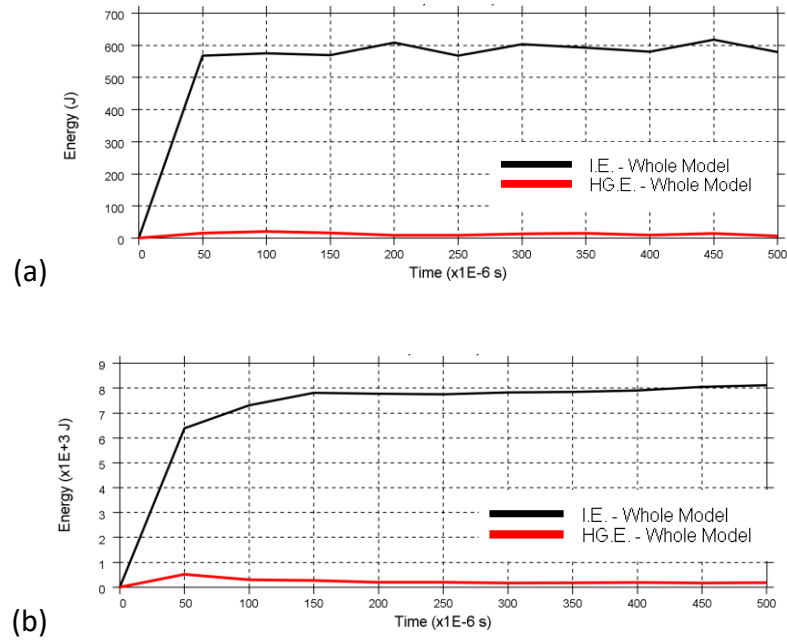 700
600
500
400
300
200
100
0
Energy (J)
I.E. - Whole Model
HG.E. - Whole Model
0 50 100 150 200 250 300 350 400 450 500
Time (x1E-6 s)
(a)
9
8
7
6
5
4
3
2
1
0
Energy (x1E+3 J)
I.E. - Whole Model
HG.E. - Whole Model
0 50 100 150 200 250 300 350 400 450 500
Time (x1E-6 s)
(b)